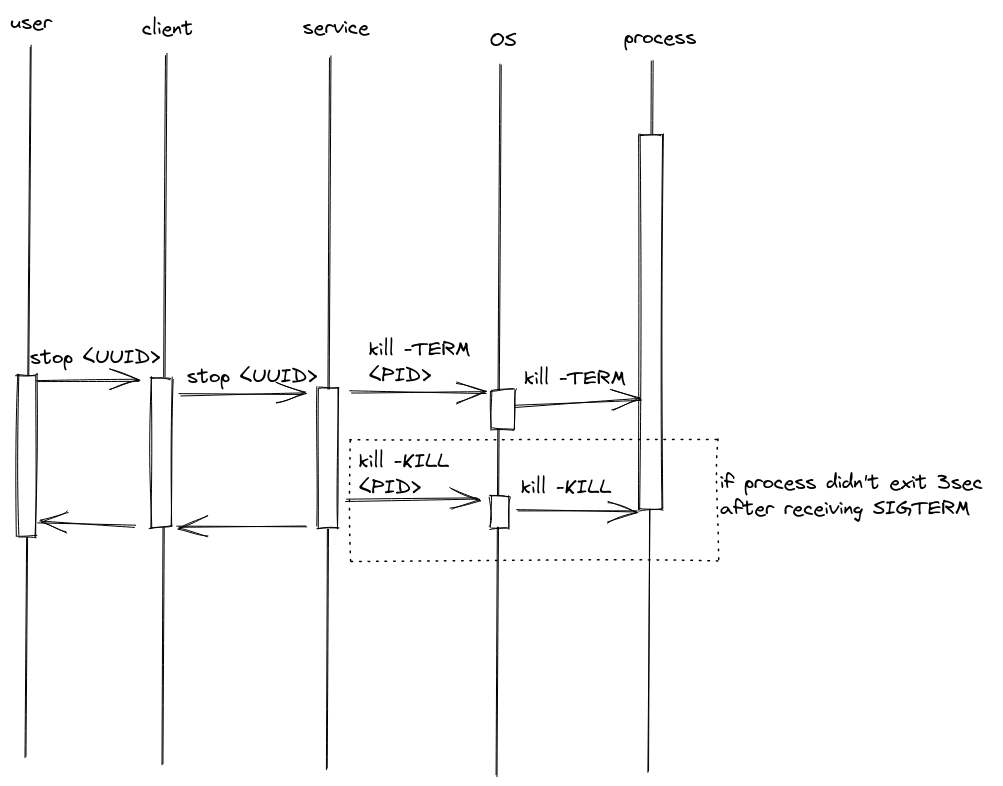 user
client
service
OS
process
stop <UUID>
stop <UUID>
kill -TERM
<PID>
kill -TERM
kill -KILL
<PID>
kill -KILL
if process didn't exit 3sec
after receiving SIGTERM